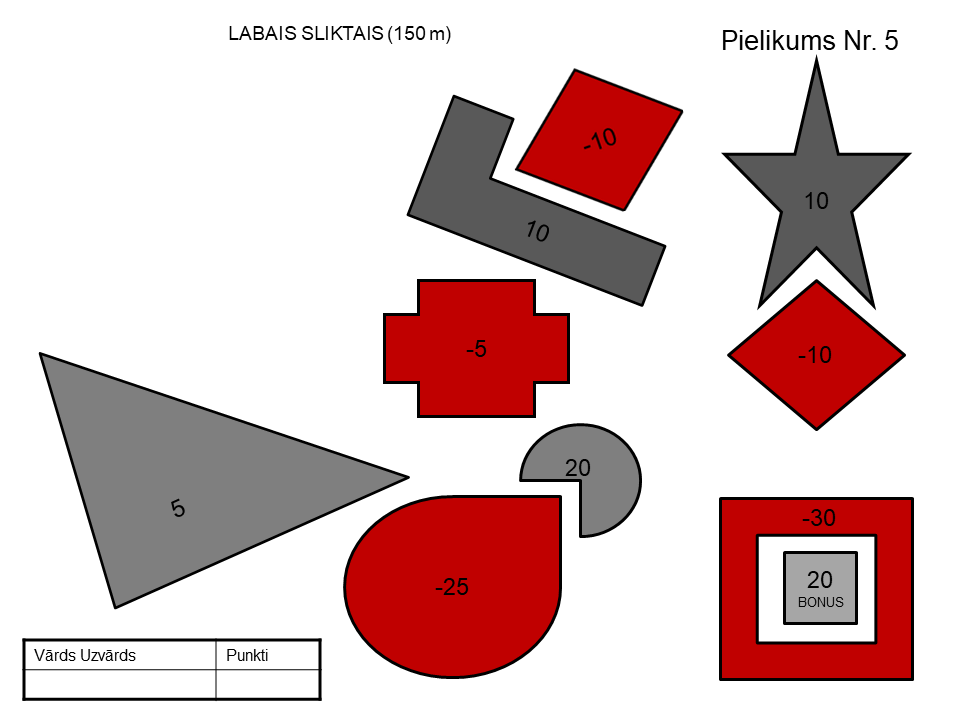 LABAIS SLIKTAIS (150 m)
Pielikums Nr. 5
-10
10
10
-5
-10
20
5
-25
-30
20
BONUS
Vārds Uzvārds
Punkti